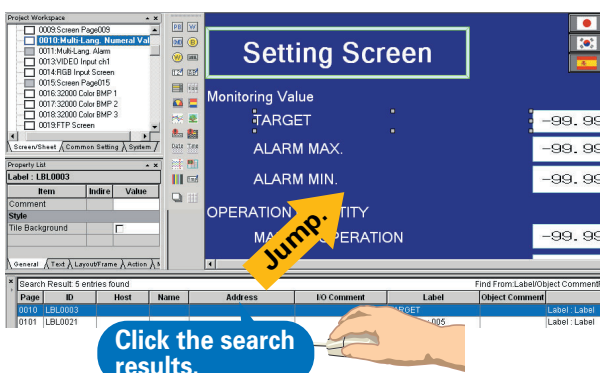 Project Workspace
0009:Screen Page009
0010:Multi-Lang. Numeral Val
0011:Multi-Lang. Alarm
0013:VIDEO Input ch1
0014:RGB Input Screen
0015:Screen Page015
0016:32000 Color BMP 1
0017:32000 Color BMP 2
0018:32000 Color BMP 3
0019:FTP Screen
Screen/Sheet Common Setting System
Property List
Label : LBL0003
Item Indire Value
Comment
Style
Tile Background
General Text Layout/Frame Action
Setting Screen
Monitoring Value
TARGET -99.99
ALARM MAX. -99.99
ALARM MIN. -99.99
OPERATION
-99.99
Jump.
Search Result: 5 entries found Find From:Label/Object Comment
Page ID Host Name Address I/O Comment Label Object Comment
0010 LBL0003 Label : Label
0101 LBL0021 Label : Label
Click the search
results.